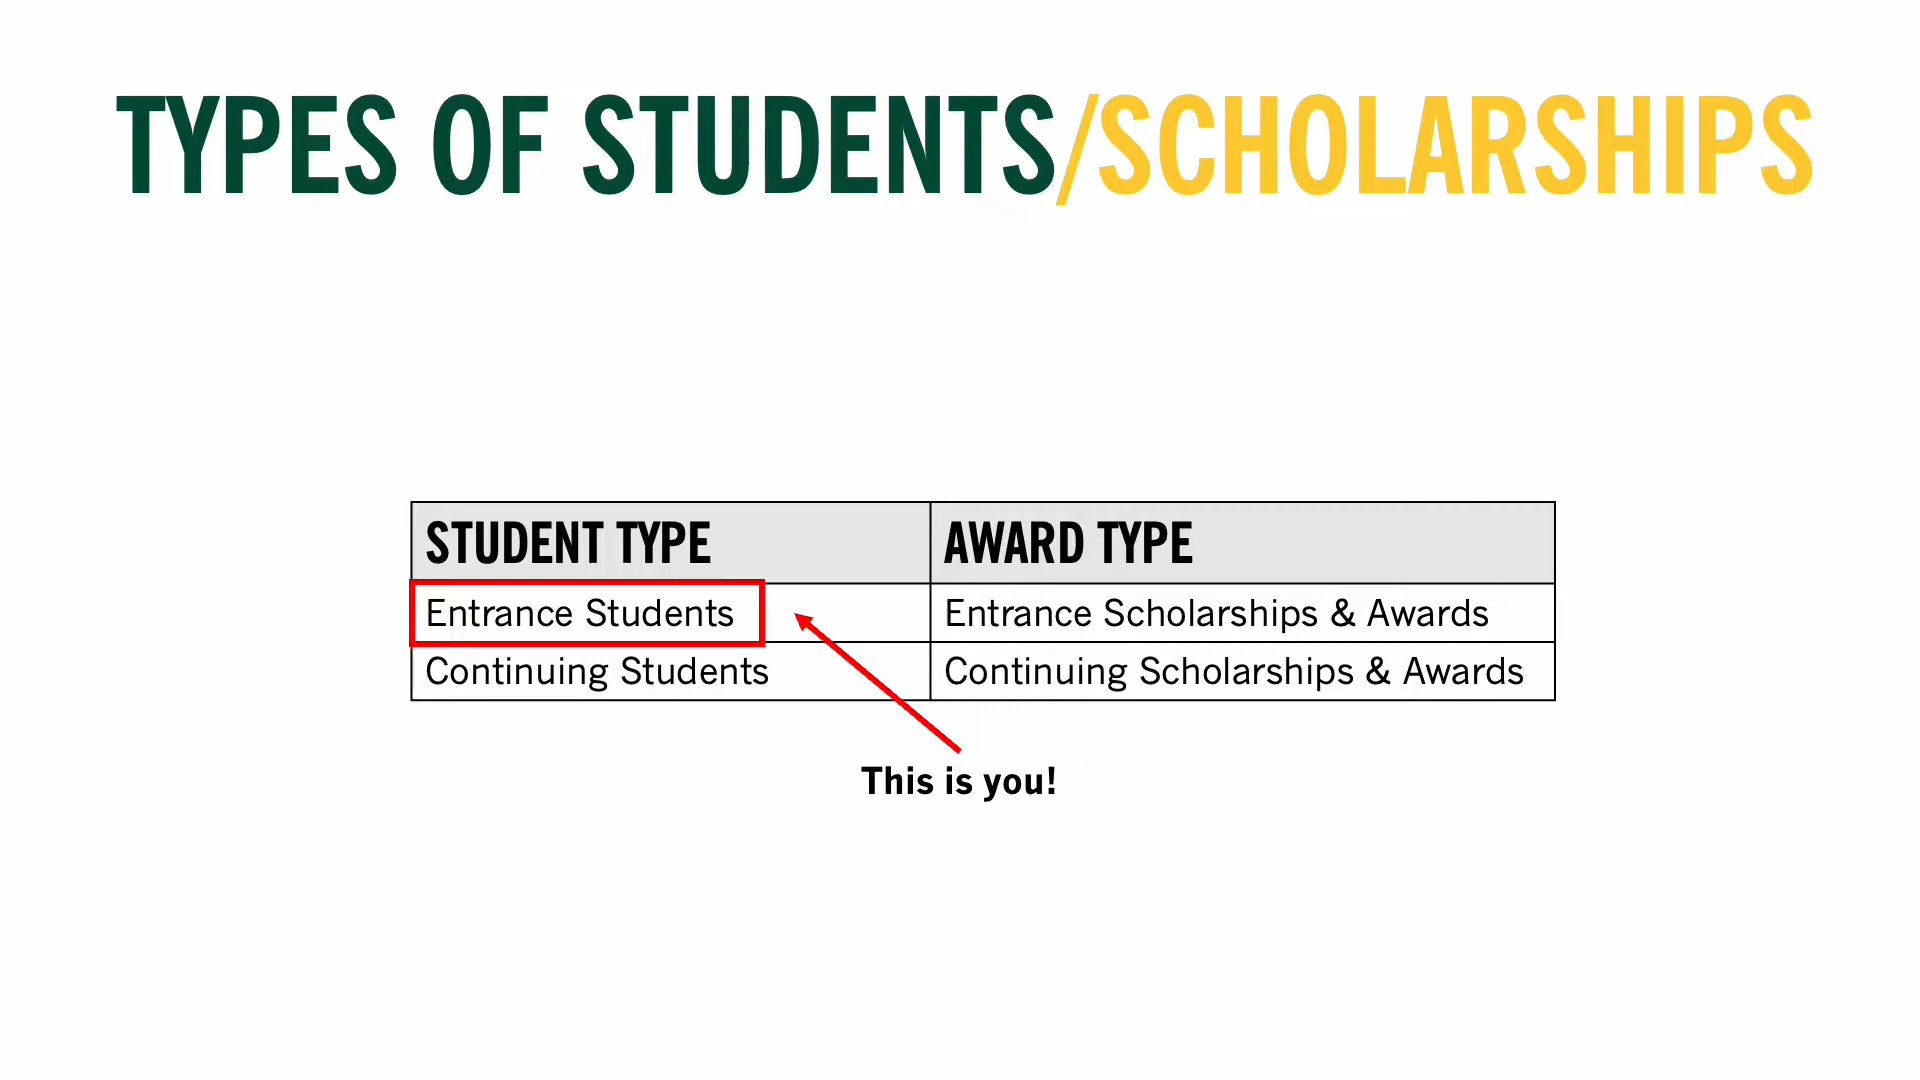 TYPES OF STUDENTS/SCHOLARSHIPS
STUDENT TYPE AWARD TYPE
Entrance Students Entrance Scholarships & Awards
Continuing Students Continuing Scholarships & Awards
This is you!